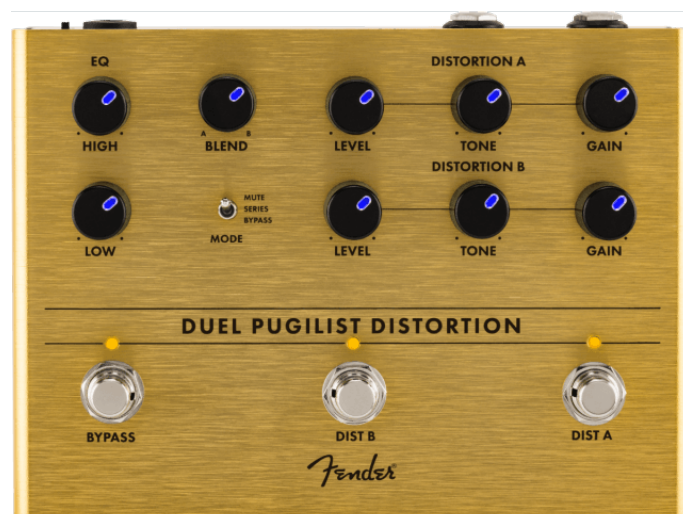 EQ
DISTORTION A
A B
HIGH BLEND LEVEL TONE GAIN
DISTORTION B
MUTE
SERIES
BYPASS
MODE
LOW LEVEL TONE GAIN
DUEL PUGILIST DISTORTION
BYPASS DIST B DIST A
Fender